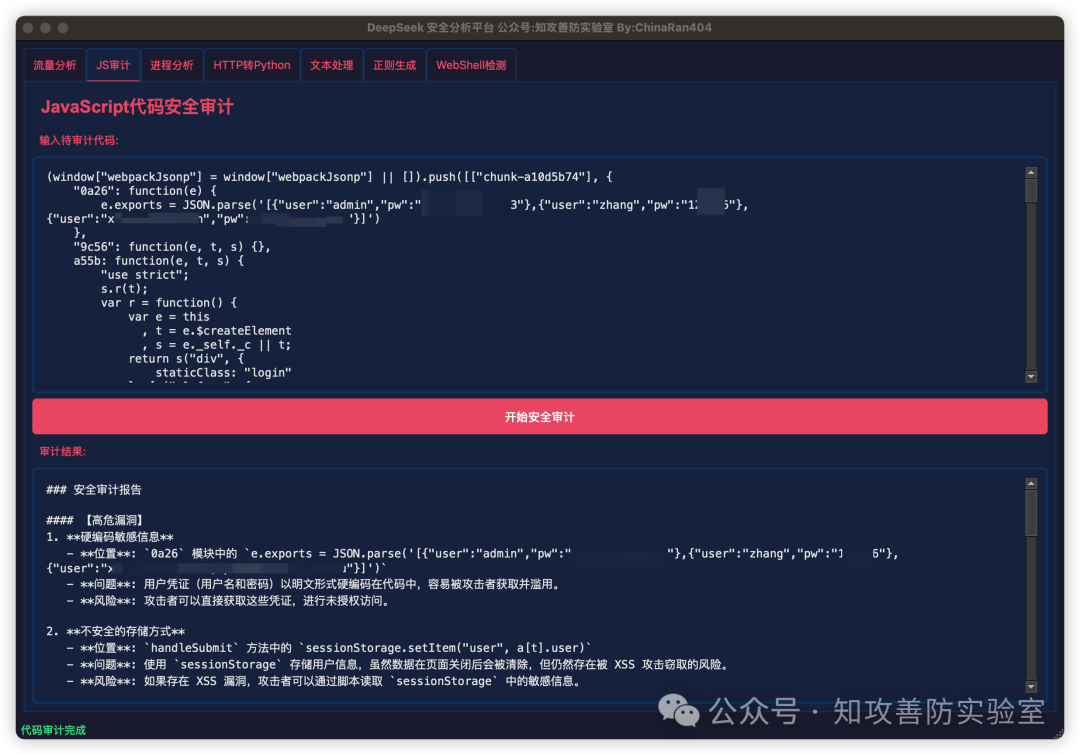 DeepSeek 安全分析平台 公众号:知攻善防实验室 By:ChinaRan404
流量分析 JS审计 进程分析 HTTP转Python 文本处理 正则生成 WebShell检测
JavaScript代码安全审计
输入待审计代码:
(window["webpackJsonp"] = window["webpackJsonp"] || []).push([["chunk-a10d5b74"], {
"0a26": function(e) {
e.exports = JSON.parse('[{"user":"admin","pw":" 3"},{"user":"zhang","pw":"12 6"},
{"user":"x n","pw": "}]')
},
"9c56": function(e, t, s) {},
a55b: function(e, t, s) {
"use strict";
s.r(t);
var r = function() {
var e = this
, t = e.$createElement
, s = e._self._c || t;
return s("div", {
staticClass: "login"
开始安全审计
审计结果:
### 安全审计报告
#### 【高危漏洞】
1. **硬编码敏感信息**
- **位置**: `0a26` 模块中的 `e.exports = JSON.parse('[{"user":"admin","pw":" "},{"user":"zhang","pw":"1 6"},
{"user":"x u"}]')`
- **问题**: 用户凭证（用户名和密码）以明文形式硬编码在代码中，容易被攻击者获取并滥用。
- **风险**: 攻击者可以直接获取这些凭证，进行未授权访问。
2. **不安全的存储方式**
- **位置**: `handleSubmit` 方法中的 `sessionStorage.setItem("user", a[t].user)`
- **问题**: 使用 `sessionStorage` 存储用户信息，虽然数据在页面关闭后会被清除，但仍然存在被 XSS 攻击窃取的风险。
- **风险**: 如果存在 XSS 漏洞，攻击者可以通过脚本读取 `sessionStorage` 中的敏感信息。
公众号 · 知攻善防实验室
代码审计完成